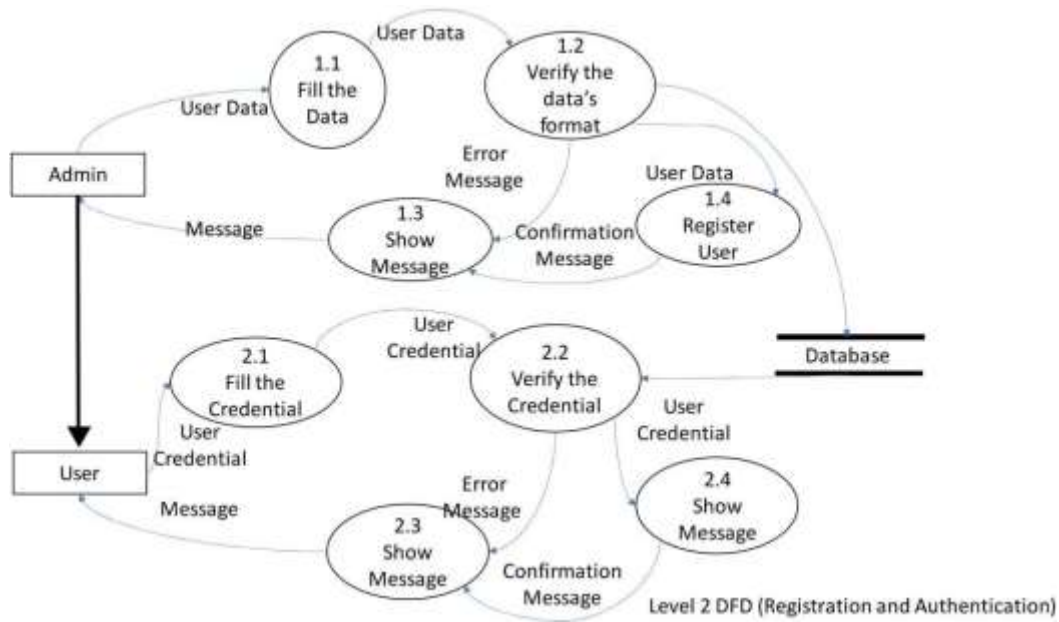 User Data
1.1
Fill the
Data
1.2
Verify the
data's
format
User Data
Admin
Error
Message
User Data
1.4
Register
User
Message
1.3
Show
Message
Confirmation
Message
User
Credential
2.1
Fill the
Credential
2.2
Verify the
Credential
Database
User
Credential
User
Credential
User
Message
Error
Message
2.4
Show
Message
2.3
Show
Message
Confirmation
Message
Level 2 DFD (Registration and Authentication)